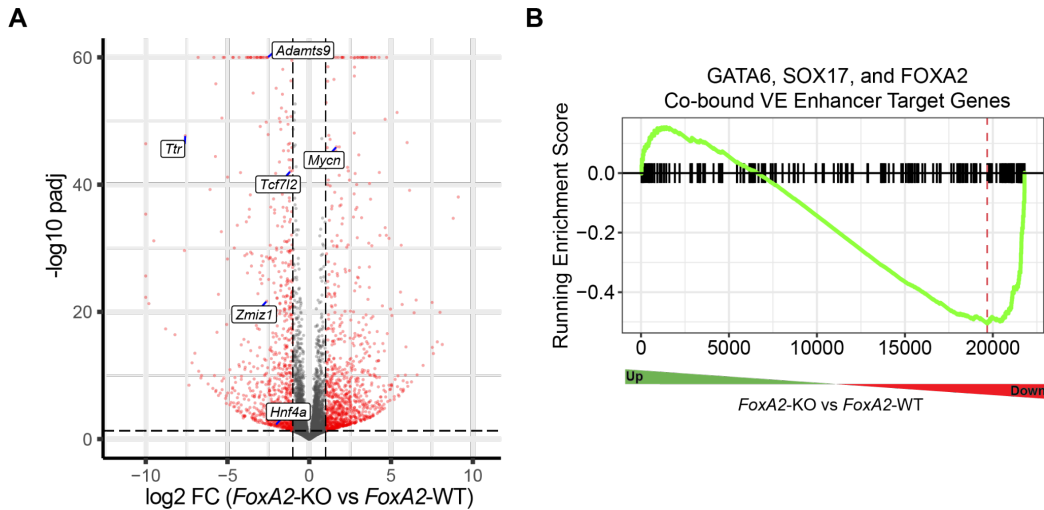 A
60
40
20
0
-log10 padj
Adamts9
Ttr
Mycn
Tcf7l2
Zmiz1
Hnf4a
−10
−5
0
5
10
log2 FC (FoxA2-KO vs FoxA2-WT)
B
GATA6, SOX17, and FOXA2
Co-bound VE Enhancer Target Genes
Running Enrichment Score
0.0
−0.2
−0.4
0
5000
10000
15000
20000
Up
Down
FoxA2-KO vs FoxA2-WT